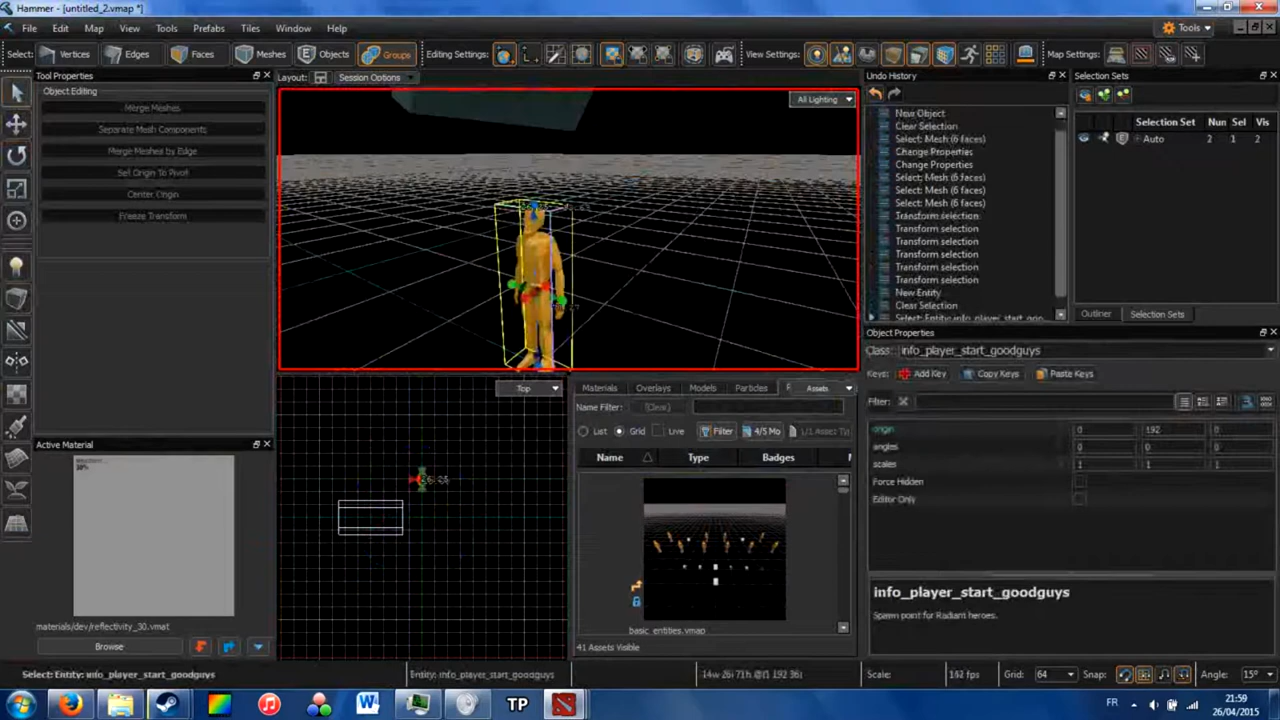 Hammer - [untitled_2.vmap *]
File Edit Map View Tools Prefabs Tiles Window Help
Tools
Select: Vertices Edges Faces Meshes Objects Groups Editing Settings: View Settings: Map Settings:
Tool Properties
Layout: Session Options
Undo History
Selection Sets
Object Editing
Merge Meshes
Separate Mesh Components
Merge Meshes by Edge
Set Origin To Pivot
Center Origin
Freeze Transform
All Lighting
New Object
Clear Selection
Select: Mesh (6 faces)
Change Properties
Change Properties
Select: Mesh (6 faces)
Select: Mesh (6 faces)
Select: Mesh (6 faces)
Transform selection
Transform selection
Transform selection
Transform selection
Transform selection
Transform selection
New Entity
Clear Selection
Select: Entity: info_player_start_goo
Selection Set Num Sel Vis
Auto 2 1 2
Outliner Selection Sets
Object Properties
Class: info_player_start_goodguys
Keys: Add Key Copy Keys Paste Keys
Filter:
origin 0 192 0
angles 0 0 0
scales 1 1 1
Force Hidden
Editor Only
info_player_start_goodguys
Spawn point for Radiant heroes.
Top
Materials Overlays Models Particles Assets
Name Filter: (Clear)
List Grid Live Filter 4/5 Mo 1/1 Asset Ty
Name Type Badges
basic_entities.vmap
41 Assets Visible
Active Material
30%
materials/dev/reflectivity_30.vmat
Browse
Select: Entity: info_player_start_goodguys
Entity: info_player_start_goodguys
Scale:
Grid: 64
Snap:
Angle: 15°
TP
FR
21:59
26/04/2015